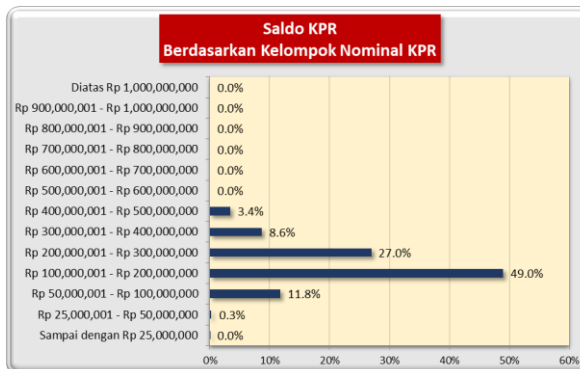 Saldo KPR
Berdasarkan Kelompok Nominal KPR
Diatas Rp 1,000,000,000 0.0%
Rp 900,000,001 - Rp 1,000,000,000 0.0%
Rp 800,000,001 - Rp 900,000,000 0.0%
Rp 700,000,001 - Rp 800,000,000 0.0%
Rp 600,000,001 - Rp 700,000,000 0.0%
Rp 500,000,001 - Rp 600,000,000 0.0%
Rp 400,000,001 - Rp 500,000,000 3.4%
Rp 300,000,001 - Rp 400,000,000 8.6%
Rp 200,000,001 - Rp 300,000,000 27.0%
Rp 100,000,001 - Rp 200,000,000 49.0%
Rp 50,000,001 - Rp 100,000,000 11.8%
Rp 25,000,001 - Rp 50,000,000 0.3%
Sampai dengan Rp 25,000,000 0.0%
0% 10% 20% 30% 40% 50% 60%